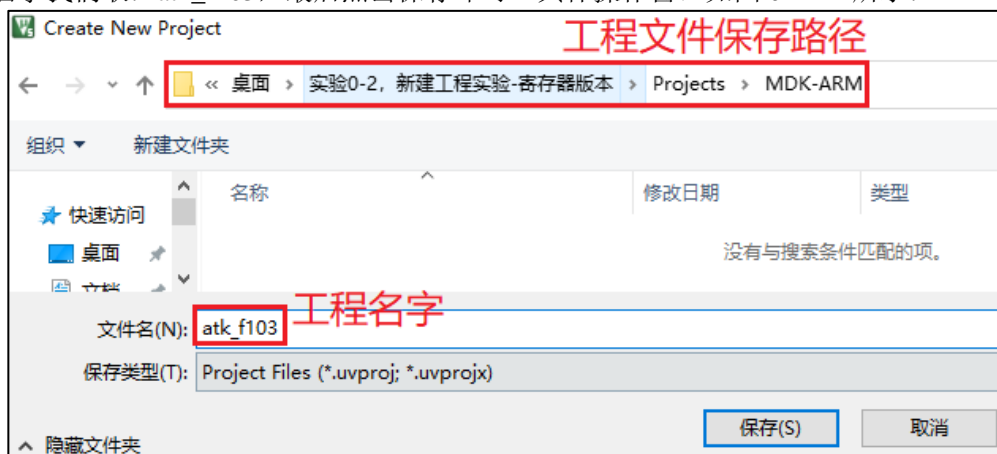 Create New Project
工程文件保存路径
« 桌面 › 实验0-2，新建工程实验-寄存器版本 › Projects › MDK-ARM
组织 新建文件夹
名称 修改日期 类型
快速访问
桌面
没有与搜索条件匹配的项。
文档
工程名字
文件名(N): atk_f103
保存类型(T): Project Files (*.uvproj; *.uvprojx)
保存(S) 取消
隐藏文件夹